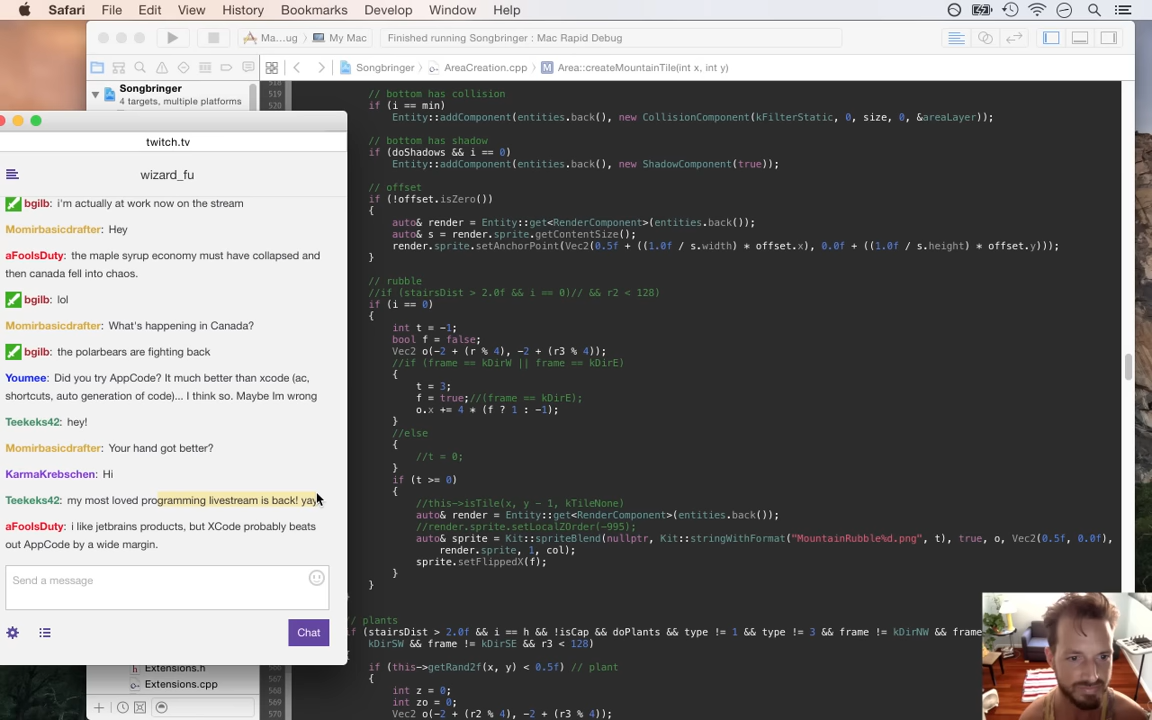 Safari File Edit View History Bookmarks Develop Window Help
Ma...ug › My Mac
Finished running Songbringer : Mac Rapid Debug
Songbringer › AreaCreation.cpp › M Area::createMountainTile(int x, int y)
Songbringer
4 targets, multiple platforms
twitch.tv
wizard_fu
bgilb: i'm actually at work now on the stream
Momirbasicdrafter: Hey
aFoolsDuty: the maple syrup economy must have collapsed and
then canada fell into chaos.
bgilb: lol
Momirbasicdrafter: What's happening in Canada?
bgilb: the polarbears are fighting back
Youmee: Did you try AppCode? It much better than xcode (ac,
shortcuts, auto generation of code)... I think so. Maybe Im wrong
Teekeks42: hey!
Momirbasicdrafter: Your hand got better?
KarmaKrebschen: Hi
Teekeks42: my most loved programming livestream is back! yay
aFoolsDuty: i like jetbrains products, but XCode probably beats
out AppCode by a wide margin.
Send a message
Chat
Extensions.h
Extensions.cpp
519 // bottom has collision
520 if (i == min)
Entity::addComponent(entities.back(), new CollisionComponent(kFilterStatic, 0, size, 0, &areaLayer));
// bottom has shadow
if (doShadows && i == 0)
Entity::addComponent(entities.back(), new ShadowComponent(true));
// offset
if (!offset.isZero())
{
auto& render = Entity::get<RenderComponent>(entities.back());
auto& s = render.sprite.getContentSize();
render.sprite.setAnchorPoint(Vec2(0.5f + ((1.0f / s.width) * offset.x), 0.0f + ((1.0f / s.height) * offset.y)));
}
// rubble
//if (stairsDist > 2.0f && i == 0)// && r2 < 128)
if (i == 0)
{
int t = -1;
bool f = false;
Vec2 o(-2 + (r % 4), -2 + (r3 % 4));
//if (frame == kDirW || frame == kDirE)
{
t = 3;
f = true;//(frame == kDirE);
o.x += 4 * (f ? 1 : -1);
}
//else
{
//t = 0;
}
if (t >= 0)
{
//this->isTile(x, y - 1, kTileNone)
auto& render = Entity::get<RenderComponent>(entities.back());
//render.sprite.setLocalZOrder(-995);
auto& sprite = Kit::spriteBlend(nullptr, Kit::stringWithFormat("MountainRubble%d.png", t), true, o, Vec2(0.5f, 0.0f),
render.sprite, 1, col);
sprite.setFlippedX(f);
}
}
// plants
if (stairsDist > 2.0f && i == h && !isCap && doPlants && type != 1 && type != 3 && frame != kDirNW && frame
kDirSW && frame != kDirSE && r3 < 128)
{
567 if (this->getRand2f(x, y) < 0.5f) // plant
568 {
int z = 0;
569 int zo = 0;
570 Vec2 o(-2 + (r2 % 4), -2 + (r3 % 4));